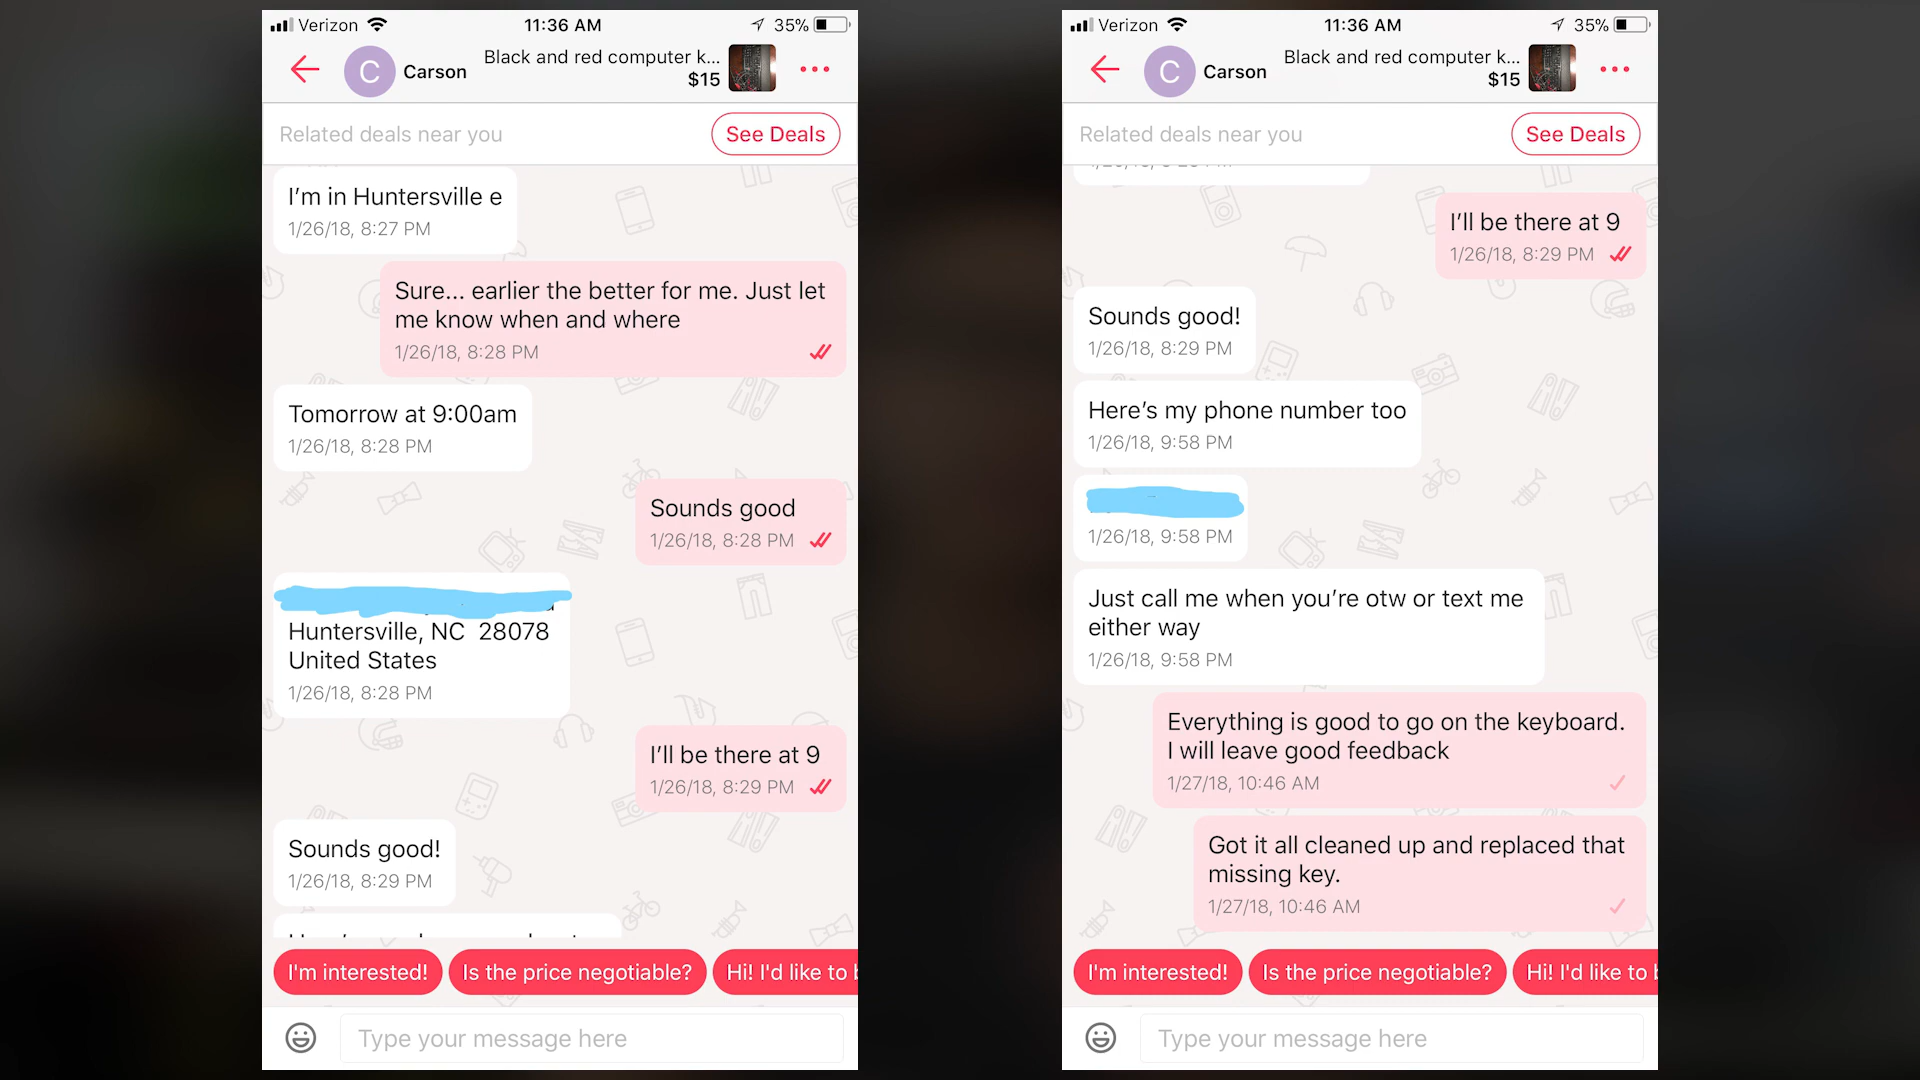 Verizon 11:36 AM 35%
C Carson Black and red computer k...
$15
Related deals near you See Deals
I'm in Huntersville e
1/26/18, 8:27 PM
Sure... earlier the better for me. Just let
me know when and where
1/26/18, 8:28 PM
Tomorrow at 9:00am
1/26/18, 8:28 PM
Sounds good
1/26/18, 8:28 PM
Huntersville, NC 28078
United States
1/26/18, 8:28 PM
I'll be there at 9
1/26/18, 8:29 PM
Sounds good!
1/26/18, 8:29 PM
I'm interested! Is the price negotiable? Hi! I'd like to
Type your message here
Verizon 11:36 AM 35%
C Carson Black and red computer k...
$15
Related deals near you See Deals
I'll be there at 9
1/26/18, 8:29 PM
Sounds good!
1/26/18, 8:29 PM
Here's my phone number too
1/26/18, 9:58 PM
1/26/18, 9:58 PM
Just call me when you're otw or text me
either way
1/26/18, 9:58 PM
Everything is good to go on the keyboard.
I will leave good feedback
1/27/18, 10:46 AM
Got it all cleaned up and replaced that
missing key.
1/27/18, 10:46 AM
I'm interested! Is the price negotiable? Hi! I'd like to
Type your message here